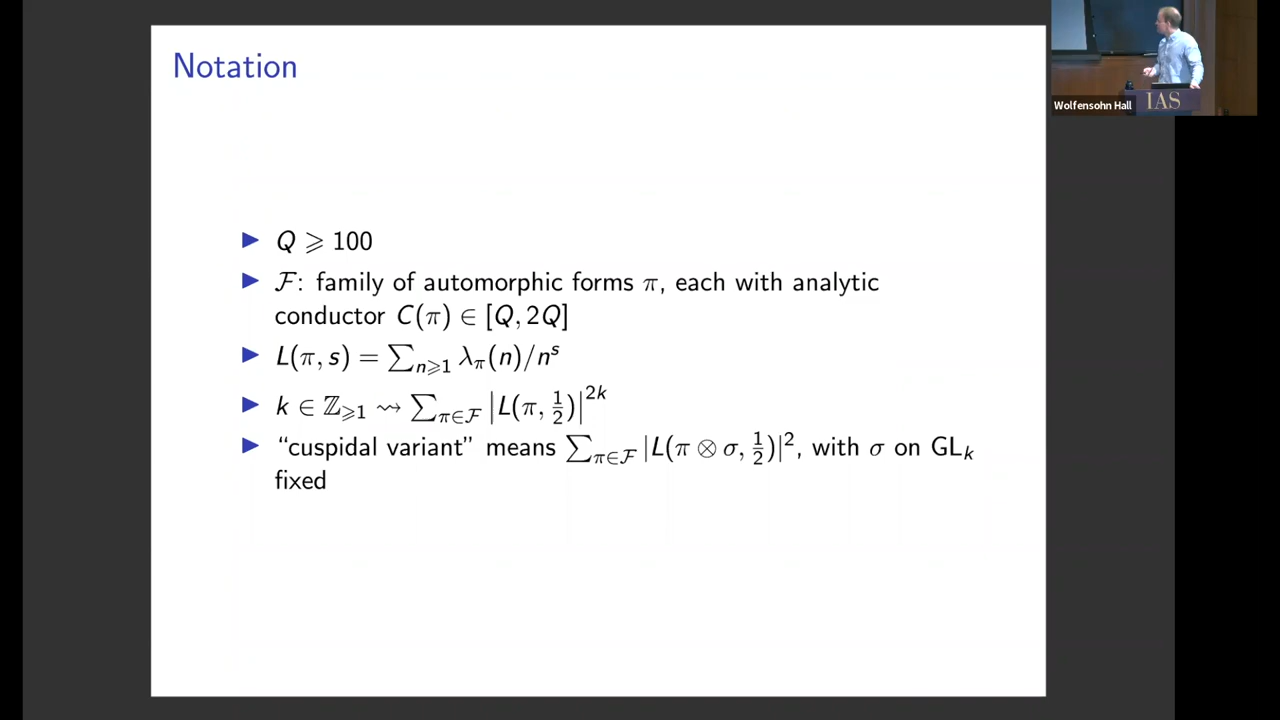 Notation
▶ Q ⩾ 100
▶ ℱ: family of automorphic forms π, each with analytic
conductor C(π) ∈ [Q, 2Q]
▶ L(π, s) = ∑_{n⩾1} λ_π(n)/n^s
▶ k ∈ ℤ_{⩾1} ⇝ ∑_{π∈ℱ} |L(π, 1/2)|^{2k}
▶ “cuspidal variant” means ∑_{π∈ℱ} |L(π ⊗ σ, 1/2)|^2, with σ on GL_k
fixed
Wolfensohn Hall
IAS